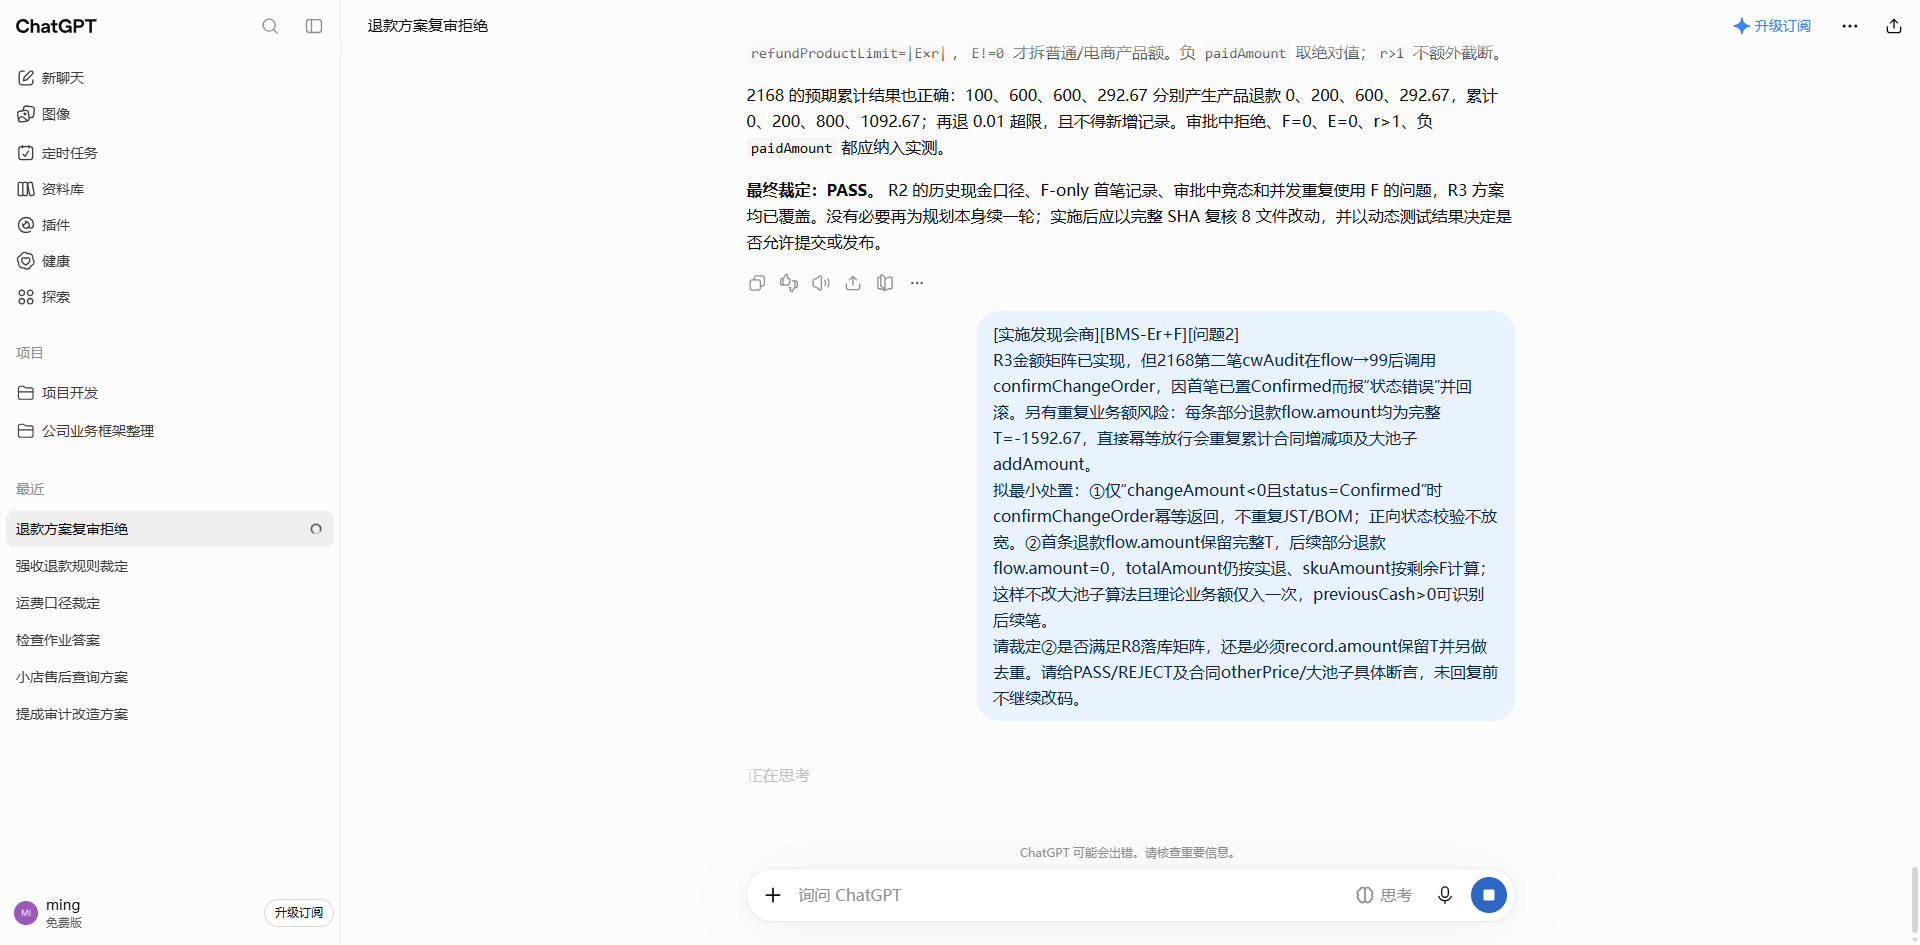 ChatGPT
新聊天
图像
定时任务
资料库
插件
健康
探索
项目
项目开发
公司业务框架整理
最近
退款方案复审拒绝
强收退款规则裁定
运费口径裁定
检查作业答案
小店售后查询方案
提成审计改造方案
MI
ming
免费版
升级订阅
退款方案复审拒绝
升级订阅
refundProductLimit=|E×r|，E!=0 才拆普通/电商产品额。负 paidAmount 取绝对值；r>1 不额外截断。
2168 的预期累计结果也正确：100、600、600、292.67 分别产生产品退款 0、200、600、292.67，累计
0、200、800、1092.67；再退 0.01 超限，且不得新增记录。审批中拒绝、F=0、E=0、r>1、负
paidAmount 都应纳入实测。
最终裁定：PASS。 R2 的历史现金口径、F-only 首笔记录、审批中竞态和并发重复使用 F 的问题，R3 方案
均已覆盖。没有必要再为规划本身续一轮；实施后应以完整 SHA 复核 8 文件改动，并以动态测试结果决定是
否允许提交或发布。
[实施发现会商][BMS-Er+F][问题2]
R3金额矩阵已实现，但2168第二笔cwAudit在flow→99后调用
confirmChangeOrder，因首笔已置Confirmed而报“状态错误”并回
滚。另有重复业务额风险：每条部分退款flow.amount均为完整
T=-1592.67，直接幂等放行会重复累计合同增减项及大池子
addAmount。
拟最小处置：①仅“changeAmount<0且status=Confirmed”时
confirmChangeOrder幂等返回，不重复JST/BOM；正向状态校验不放
宽。②首条退款flow.amount保留完整T，后续部分退款
flow.amount=0，totalAmount仍按实退、skuAmount按剩余F计算；
这样不改大池子算法且理论业务额仅入一次，previousCash>0可识别
后续笔。
请裁定②是否满足R8落库矩阵，还是必须record.amount保留T并另做
去重。请给PASS/REJECT及合同otherPrice/大池子具体断言，未回复前
不继续改码。
正在思考
ChatGPT 可能会出错。请核查重要信息。
询问 ChatGPT
思考